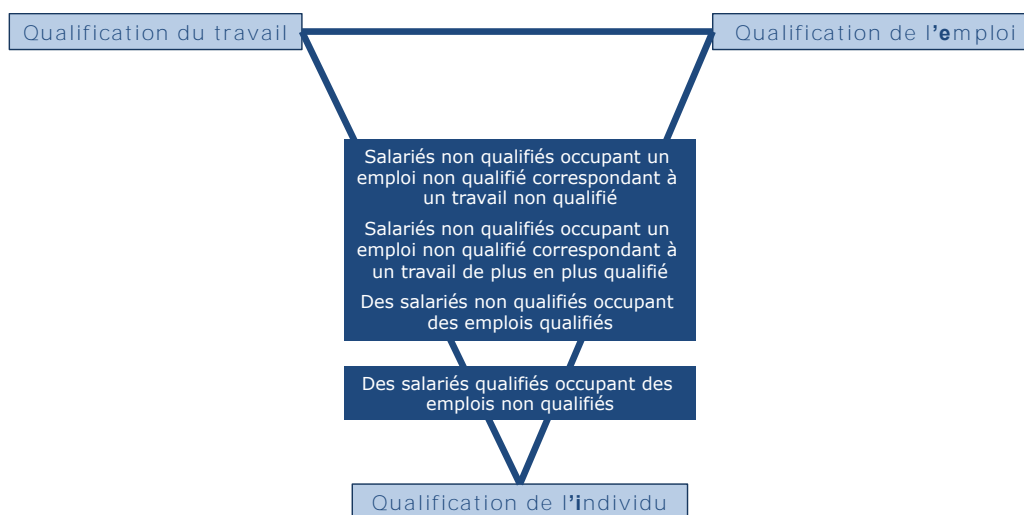 Qualification du travail
Qualification de l'emploi
Salariés non qualifiés occupant un
emploi non qualifié correspondant à
un travail non qualifié
Salariés non qualifiés occupant un
emploi non qualifié correspondant à
un travail de plus en plus qualifié
Des salariés non qualifiés occupant
des emplois qualifiés
Des salariés qualifiés occupant des
emplois non qualifiés
Qualification de l'individu